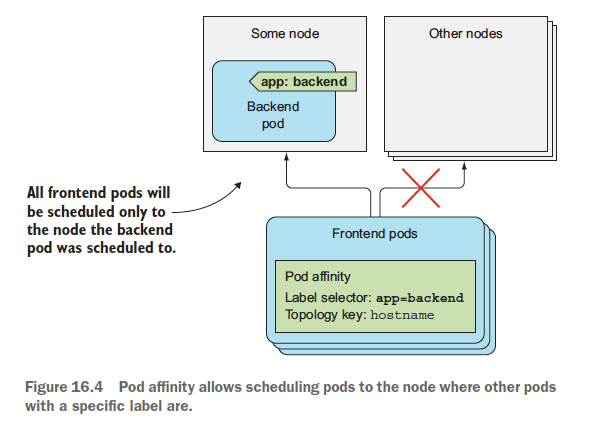 Some node
Other nodes
app: backend
Backend
pod
All frontend pods will
be scheduled only to
the node the backend
pod was scheduled to.
Frontend pods
Pod affinity
Label selector: app=backend
Topology key: hostname
Figure 16.4 Pod affinity allows scheduling pods to the node where other pods
with a specific label are.